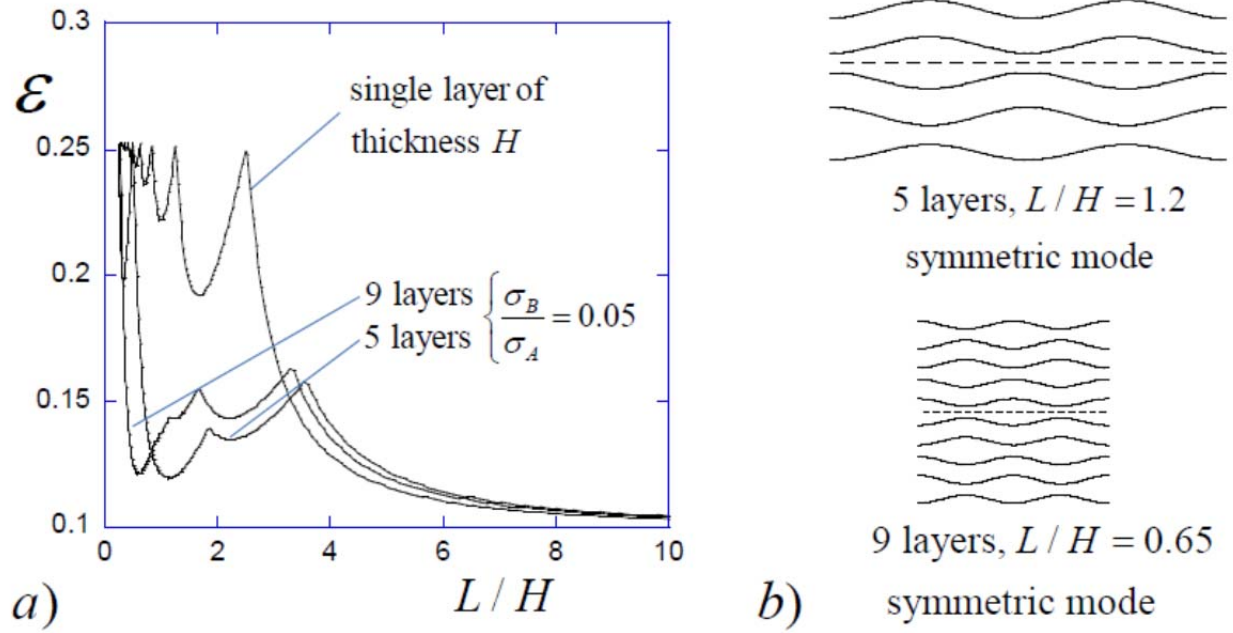 0.3
ε
single layer of
thickness H
0.25
0.2
9 layers
5 layers
σ_B / σ_A = 0.05
0.15
0.1
0 2 4 6 8 10
a) L / H
5 layers, L / H = 1.2
symmetric mode
9 layers, L / H = 0.65
b) symmetric mode